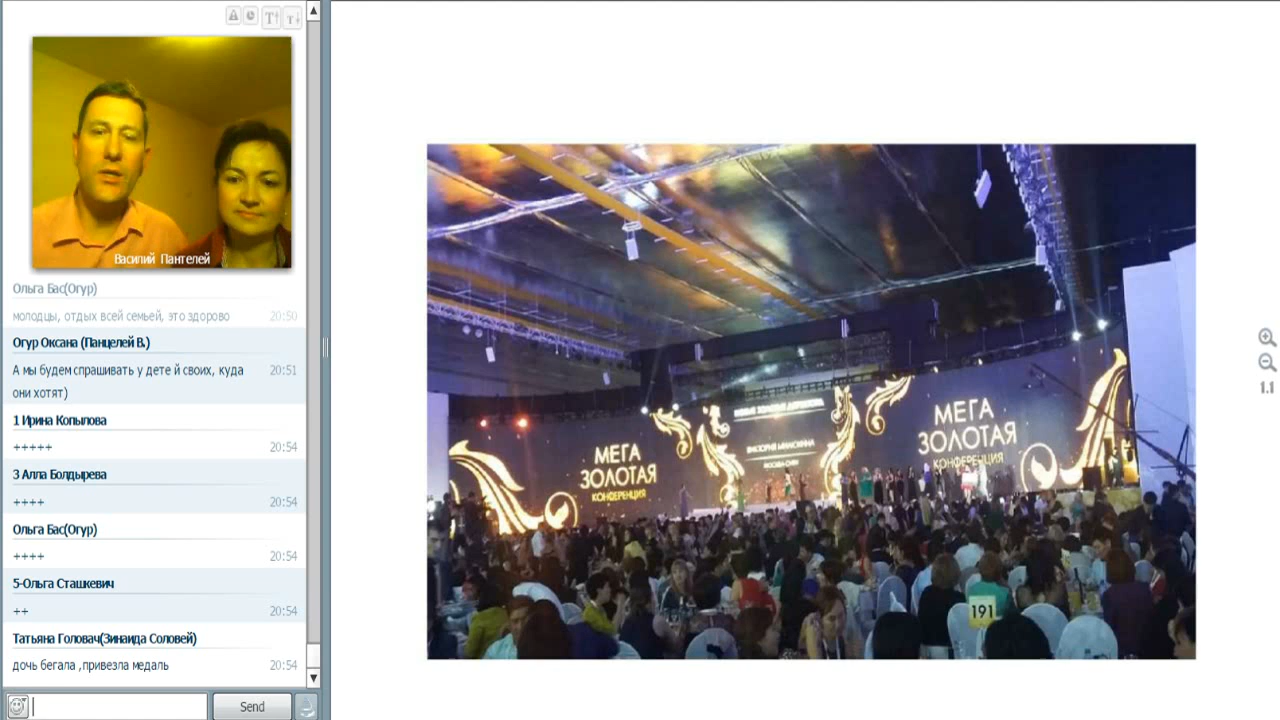 Василий Пантелей
Ольга Бас(Огур)
молодцы, отдых всей семьей, это здорово 20:50
Огур Оксана (Панцелей В.)
А мы будем спрашивать у дете й своих, куда 20:51
они хотят)
1 Ирина Копылова
+++++ 20:54
3 Алла Болдырева
++++ 20:54
Ольга Бас(Огур)
++++ 20:54
5-Ольга Сташкевич
++ 20:54
Татьяна Головач(Зинаида Соловей)
дочь бегала ,привезла медаль 20:54
Send
МЕГА
ЗОЛОТАЯ
КОНФЕРЕНЦИЯ
МЕГА
ЗОЛОТАЯ
КОНФЕРЕНЦИЯ
191
1:1